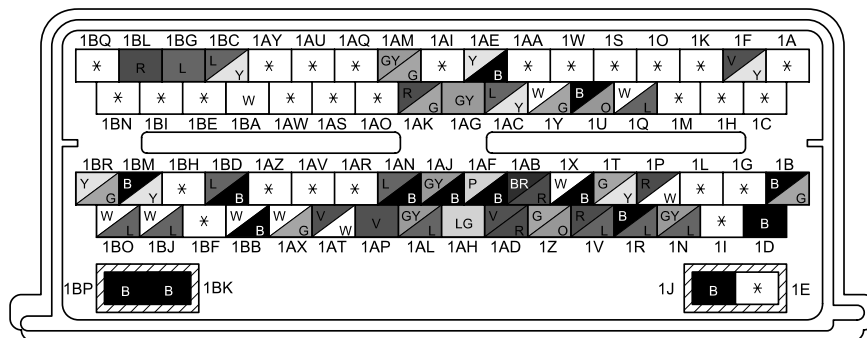 1BQ 1BL 1BG 1BC 1AY 1AU 1AQ 1AM 1AI 1AE 1AA 1W 1S 1O 1K 1F 1A
* R L L Y * * * GY G * Y B * * * * * V Y *
* * * W * * * R G GY L Y W G B O W L * * *
1BN 1BI 1BE 1BA 1AW 1AS 1AO 1AK 1AG 1AC 1Y 1U 1Q 1M 1H 1C
1BR 1BM 1BH 1BD 1AZ 1AV 1AR 1AN 1AJ 1AF 1AB 1X 1T 1P 1L 1G 1B
Y G B Y * L B * * * L B GY B P B BR R W B G Y R W * * B G
W L W L * W B W G V W V GY L LG V R G O L L B L GY L * B
1BO 1BJ 1BF 1BB 1AX 1AT 1AP 1AL 1AH 1AD 1Z 1V 1R 1N 1I 1D
1BP B B 1BK 1J B * 1E